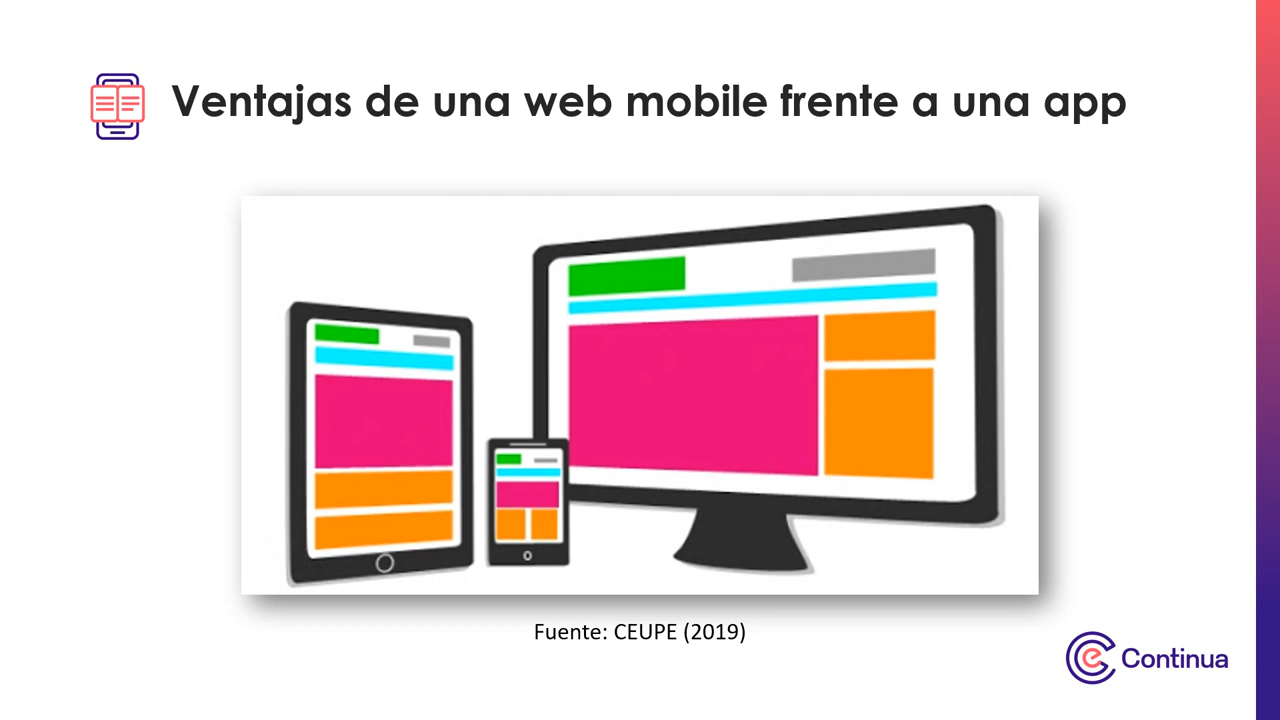 Ventajas de una web mobile frente a una app
Fuente: CEUPE (2019)
Continua